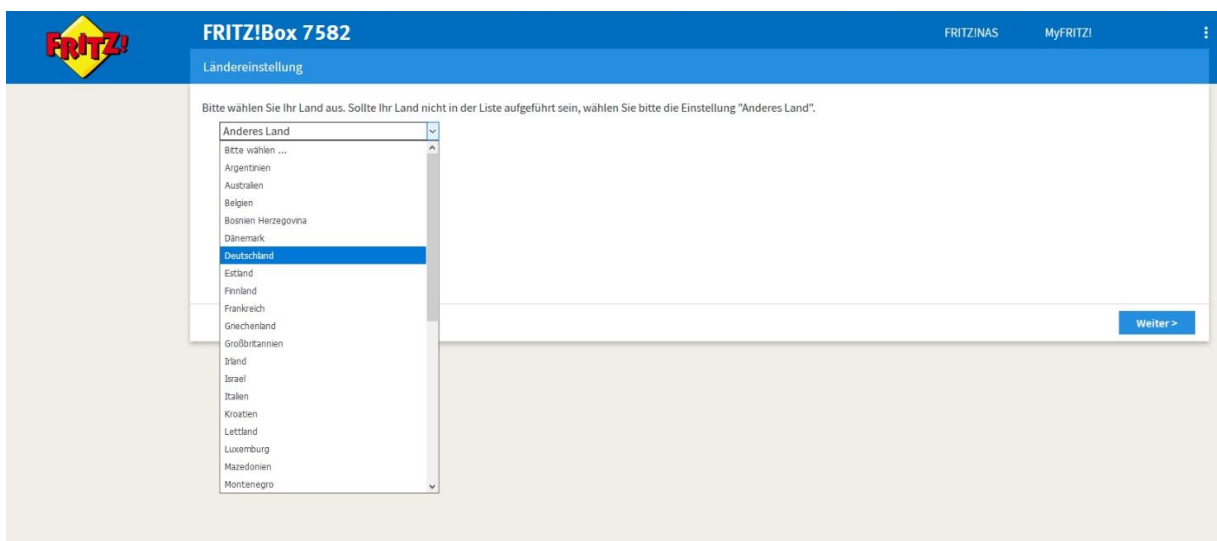 FRITZ!
FRITZ!Box 7582
FRITZ!NAS
MyFRITZ!
Ländereinstellung
Bitte wählen Sie Ihr Land aus. Sollte Ihr Land nicht in der Liste aufgeführt sein, wählen Sie bitte die Einstellung "Anderes Land".
Anderes Land
Bitte wählen ...
Argentinien
Australien
Belgien
Bosnien Herzegovina
Dänemark
Deutschland
Estland
Finnland
Frankreich
Griechenland
Großbritannien
Irland
Israel
Italien
Kroatien
Lettland
Luxemburg
Mazedonien
Montenegro
Weiter >